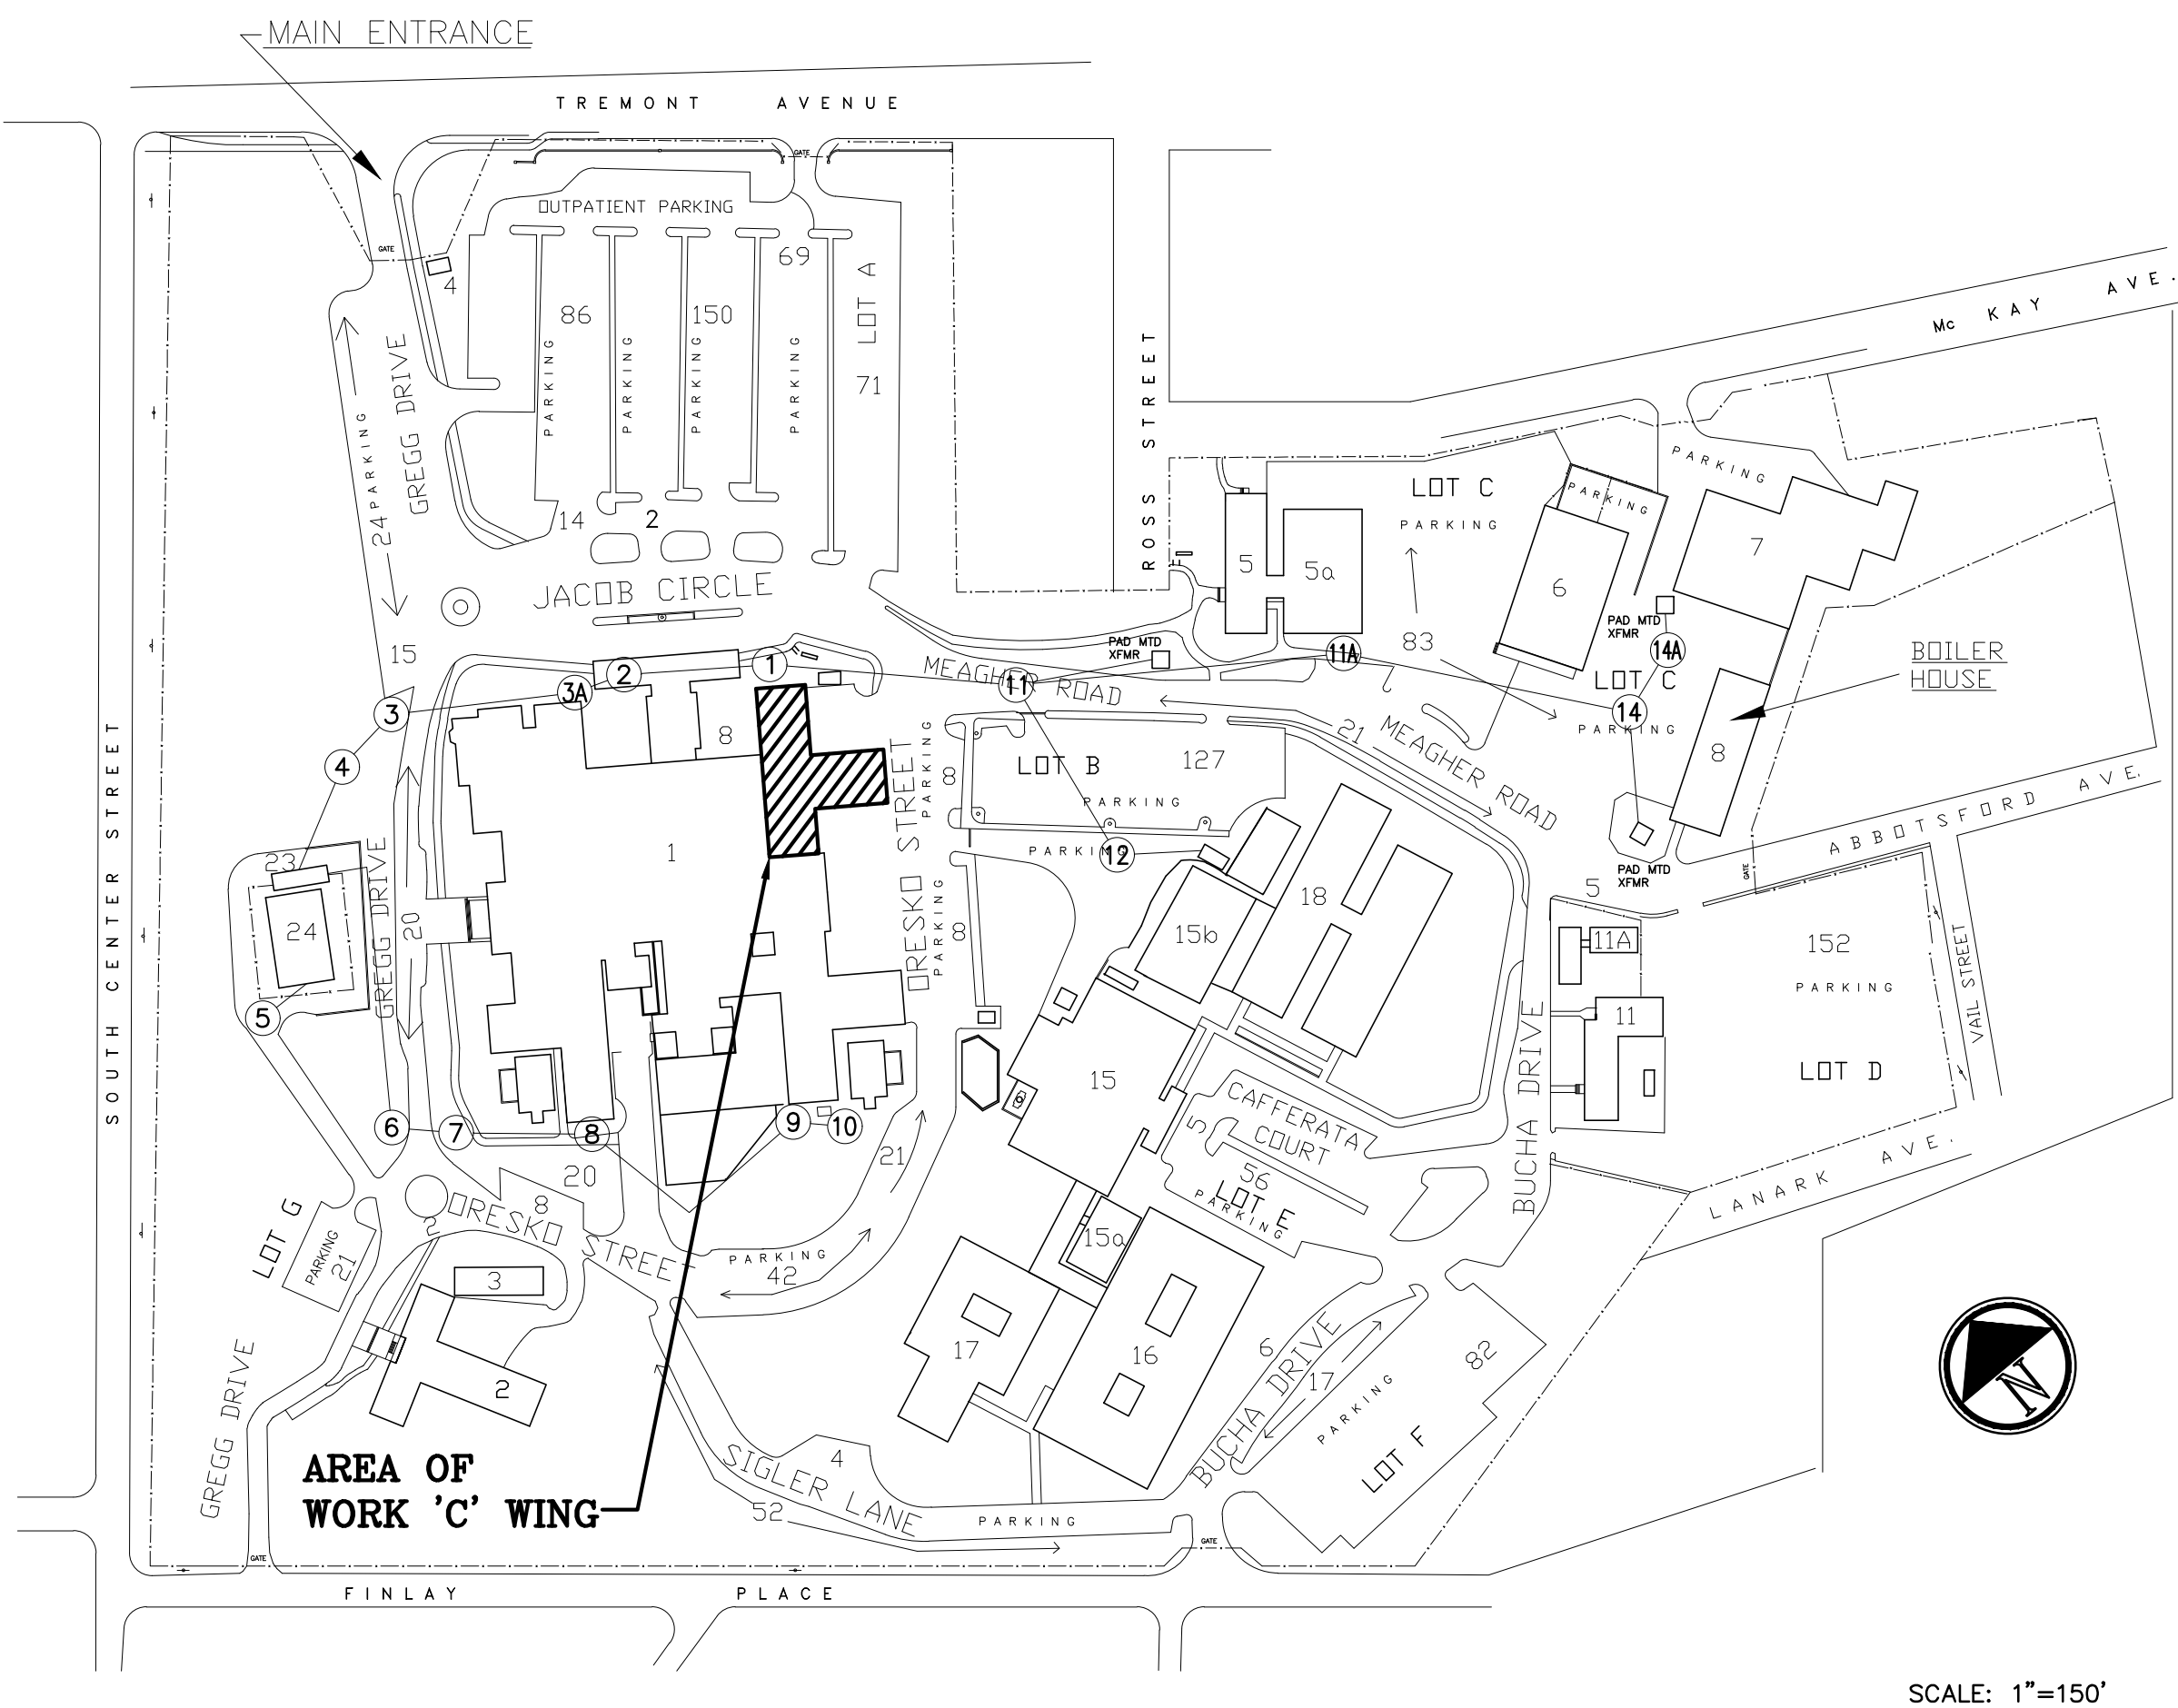 MAIN ENTRANCE
TREMONT AVENUE
GATE
OUTPATIENT PARKING
69
GATE
4
LOT A
86
150
PARKING
PARKING
PARKING
PARKING
71
GREGG DRIVE
24 PARKING
14
2
JACOB CIRCLE
15
ROSS STREET
Mc KAY AVE.
LOT C
PARKING
PARKING
PARKING
5
5a
6
7
83
PAD MTD
XFMR
PAD MTD
XFMR
14A
11A
LOT C
BOILER
HOUSE
14
PARKING
8
1
2
3A
3
4
MEAGHER ROAD
11
21
MEAGHER ROAD
8
LOT B
127
PARKING
8
PARKING
12
ORESKO STREET
PARKING
PARKING
8
1
SOUTH CENTER STREET
23
24
GREGG DRIVE
20
5
6
7
8
9
10
18
15b
15
PAD MTD
XFMR
GATE
ABBOTSFORD AVE.
5
11A
11
152
PARKING
LOT D
VAIL STREET
LANARK AVE.
BUCHA DRIVE
CAFFERATA
COURT
5
56
LOT E
PARKING
15a
21
20
8
2
ORESKO STREET
LOT G
PARKING
21
PARKING
42
3
2
17
16
6
BUCHA DRIVE
17
PARKING
82
LOT F
GREGG DRIVE
AREA OF
WORK 'C' WING
SIGLER LANE
4
52
PARKING
N
GATE
GATE
FINLAY PLACE
SCALE: 1"=150'